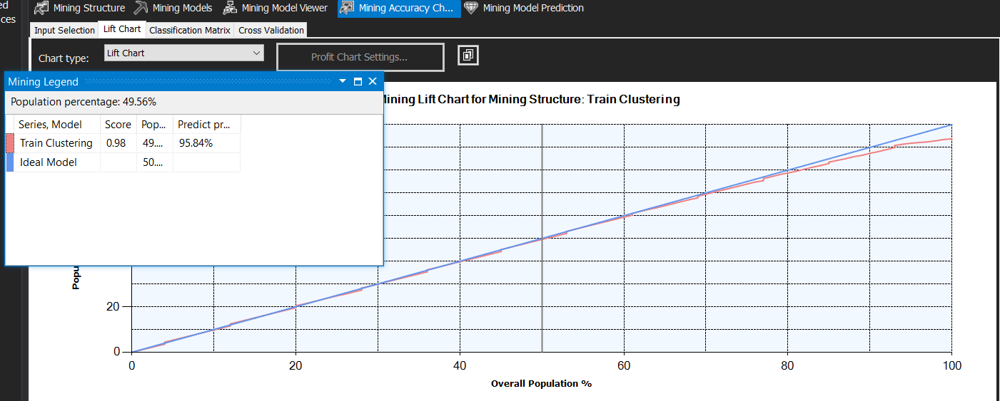 ed
ces
Mining Structure
Mining Models
Mining Model Viewer
Mining Accuracy Ch...
Mining Model Prediction
Input Selection
Lift Chart
Classification Matrix
Cross Validation
Chart type:
Lift Chart
Profit Chart Settings...
Mining Legend
Population percentage: 49.56%
Series, Model Score Pop... Predict pr...
Train Clustering 0.98 49.... 95.84%
Ideal Model 50....
Mining Lift Chart for Mining Structure: Train Clustering
Popu
20
0
0 20 40 60 80 100
Overall Population %